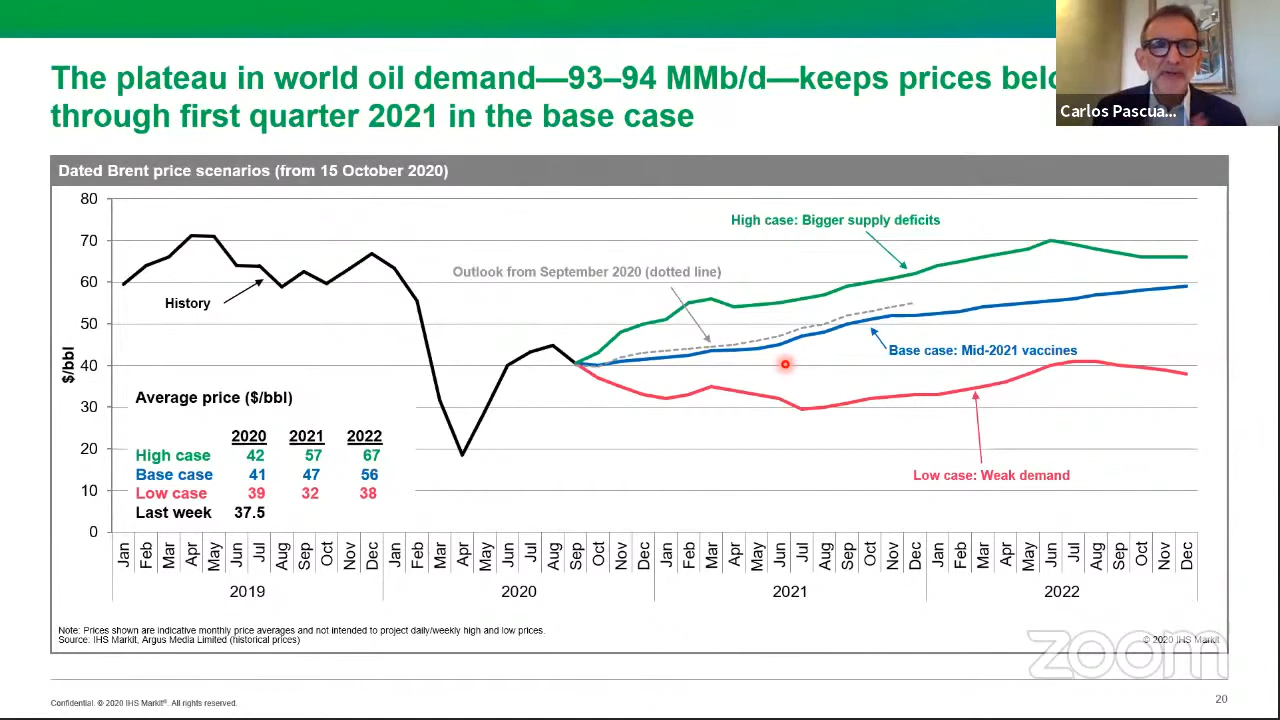 The plateau in world oil demand—93–94 MMb/d—keeps prices
through first quarter 2021 in the base case
Carlos Pascua...
Dated Brent price scenarios (from 15 October 2020)
80
70
60
50
40
30
20
10
0
$/bbl
High case: Bigger supply deficits
Outlook from September 2020 (dotted line)
History
Base case: Mid-2021 vaccines
Low case: Weak demand
Average price ($/bbl)
2020 2021 2022
High case 42 57 67
Base case 41 47 56
Low case 39 32 38
Last week 37.5
Jan Feb Mar Apr May Jun Jul Aug Sep Oct Nov Dec Jan Feb Mar Apr May Jun Jul Aug Sep Oct Nov Dec Jan Feb Mar Apr May Jun Jul Aug Sep Oct Nov Dec Jan Feb Mar Apr May Jun Jul Aug Sep Oct Nov Dec
2019 2020 2021 2022
Note: Prices shown are indicative monthly price averages and not intended to project daily/weekly high and low prices.
Source: IHS Markit, Argus Media Limited (historical prices)
© 2020 IHS Markit
zoom
Confidential. © 2020 IHS Markit®. All rights reserved.
20